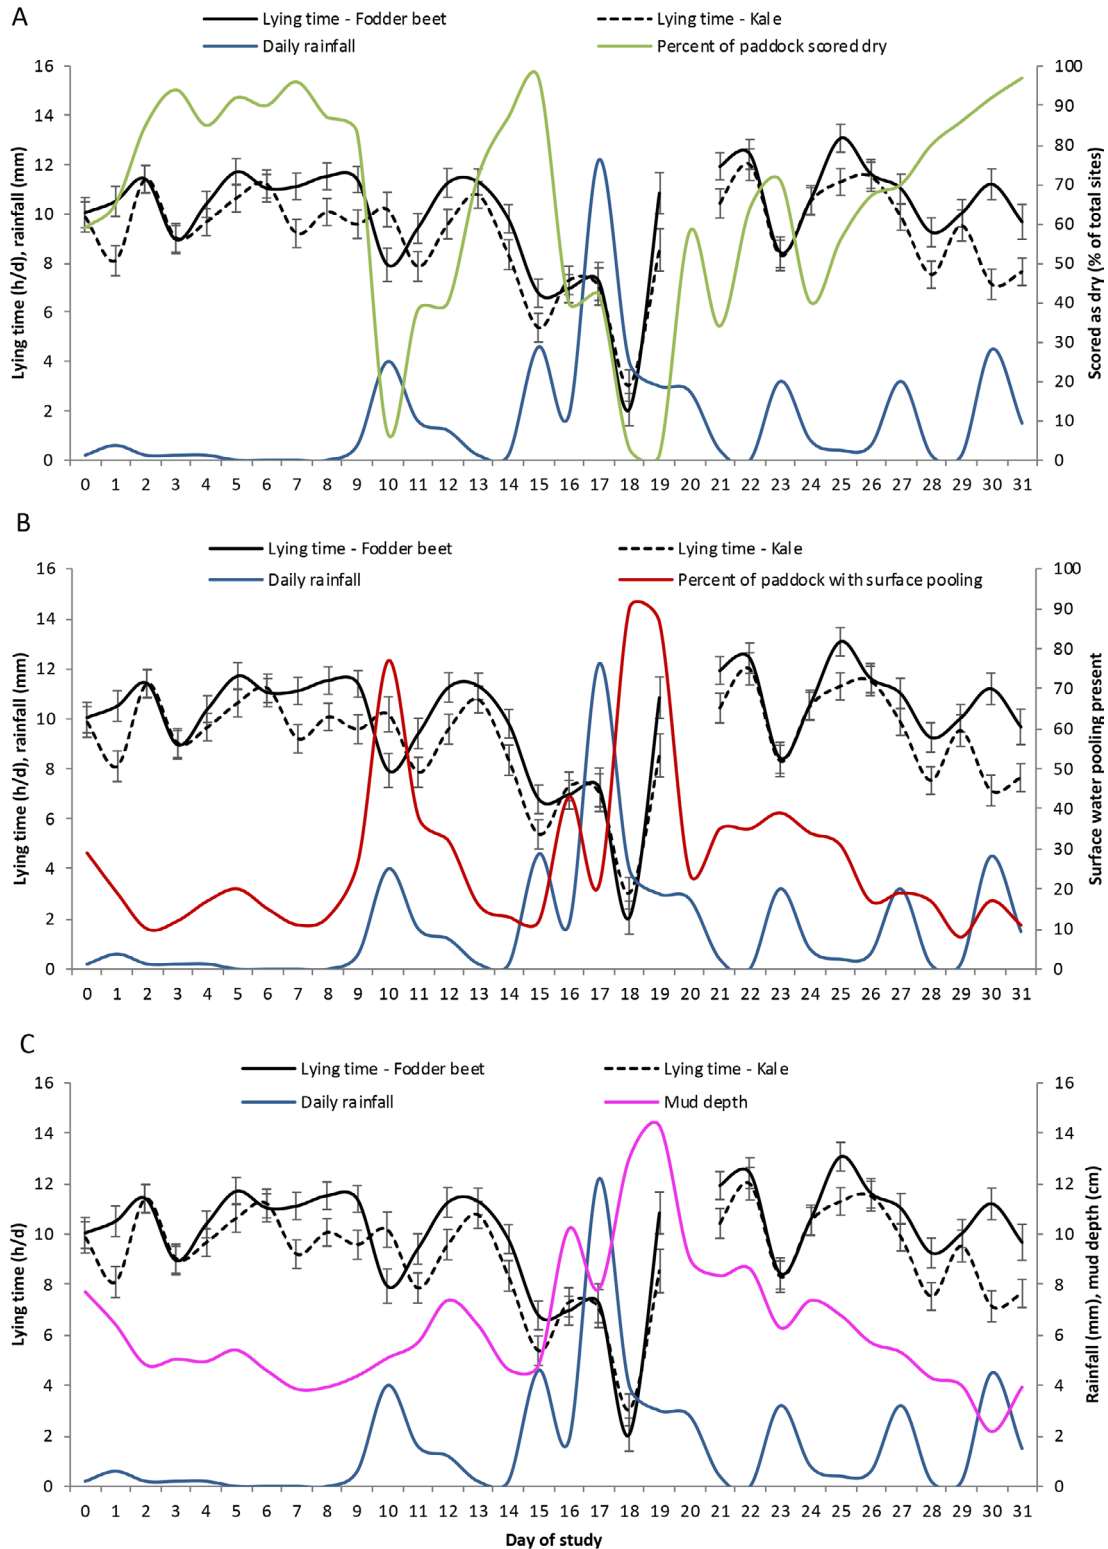 A
Lying time - Fodder beet
Lying time - Kale
Daily rainfall
Percent of paddock scored dry
Lying time (h/d), rainfall (mm)
16
14
12
10
8
6
4
2
0
100
90
80
70
60
50
40
30
20
10
0
Scored as dry (% of total sites)
0 1 2 3 4 5 6 7 8 9 10 11 12 13 14 15 16 17 18 19 20 21 22 23 24 25 26 27 28 29 30 31
B
Lying time - Fodder beet
Lying time - Kale
Daily rainfall
Percent of paddock with surface pooling
Lying time (h/d), rainfall (mm)
16
14
12
10
8
6
4
2
0
100
90
80
70
60
50
40
30
20
10
0
Surface water pooling present
0 1 2 3 4 5 6 7 8 9 10 11 12 13 14 15 16 17 18 19 20 21 22 23 24 25 26 27 28 29 30 31
C
Lying time - Fodder beet
Lying time - Kale
Daily rainfall
Mud depth
Lying time (h/d)
16
14
12
10
8
6
4
2
0
16
14
12
10
8
6
4
2
0
Rainfall (mm), mud depth (cm)
0 1 2 3 4 5 6 7 8 9 10 11 12 13 14 15 16 17 18 19 20 21 22 23 24 25 26 27 28 29 30 31
Day of study